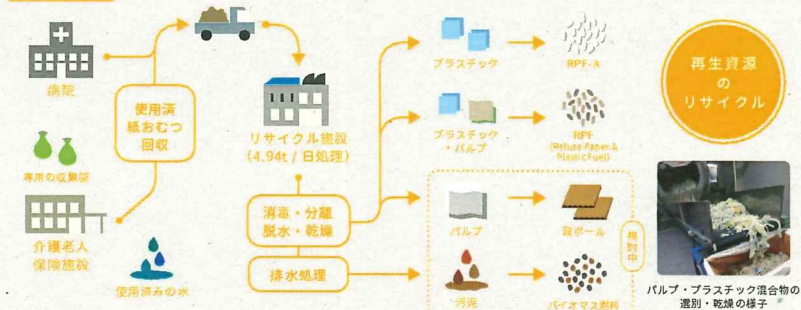 病院
使用済
紙おむつ
回収
専用の収集袋
介護老人
保険施設
使用済みの水
リサイクル施設
(4.94t / 日処理)
消毒・分離
脱水・乾燥
排水処理
プラスチック
RPF-A
プラスチック
・パルプ
RPF
(Refuse Paper &
Plastic Fuel)
パルプ
段ボール
汚泥
バイオマス燃料
検討中
再生資源
の
リサイクル
パルプ・プラスチック混合物の
選別・乾燥の様子